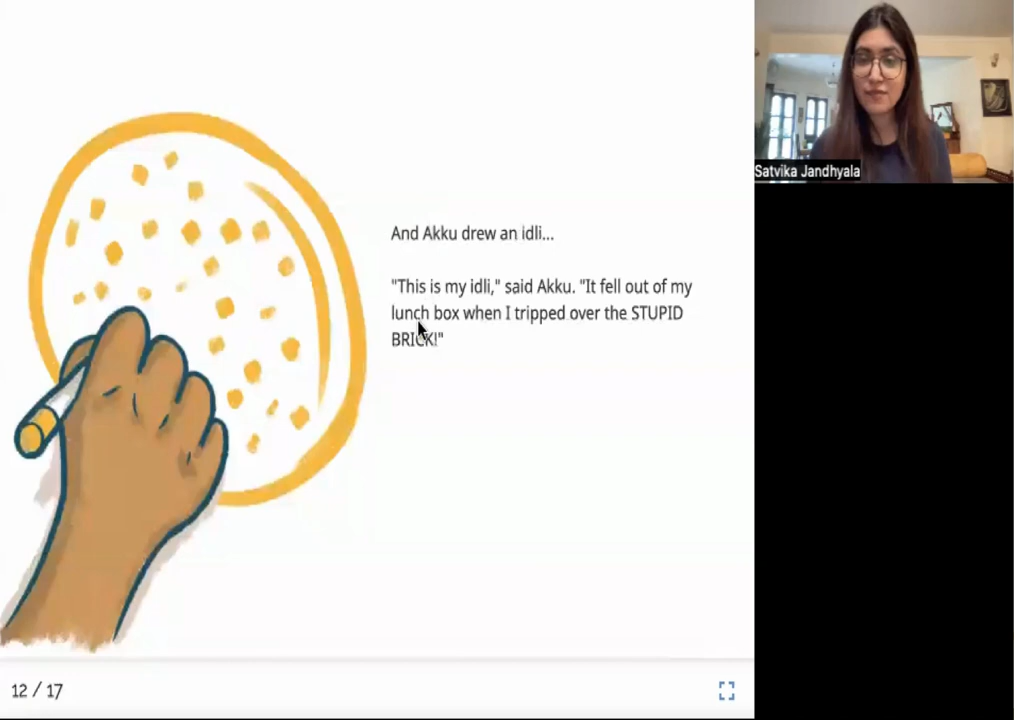 Satvika Jandhyala
And Akku drew an idli...
"This is my idli," said Akku. "It fell out of my
lunch box when I tripped over the STUPID
BRICK!"
12 / 17